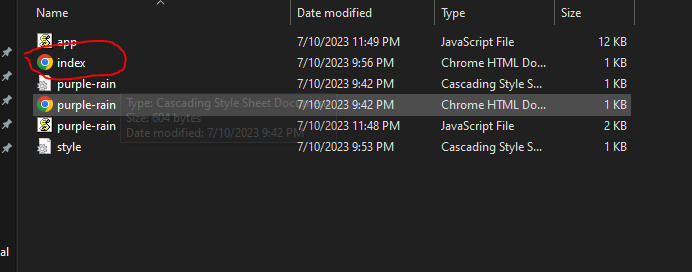 Name Date modified Type Size
app 7/10/2023 11:49 PM JavaScript File 12 KB
index 7/10/2023 9:56 PM Chrome HTML Do... 1 KB
purple-rain 7/10/2023 9:42 PM Cascading Style S... 1 KB
purple-rain 7/10/2023 9:42 PM Chrome HTML Do... 1 KB
Type: Cascading Style Sheet Document
Size: 604 bytes
Date modified: 7/10/2023 9:42 PM
purple-rain 7/10/2023 11:48 PM JavaScript File 2 KB
style 7/10/2023 9:53 PM Cascading Style S... 1 KB
al